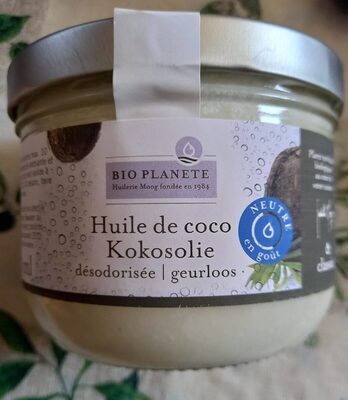 BIO PLANETE
Huilerie Moog fondée en 1984
Huile de coco
Kokosolie
désodorisée | geurloos
NEUTRE
en goût